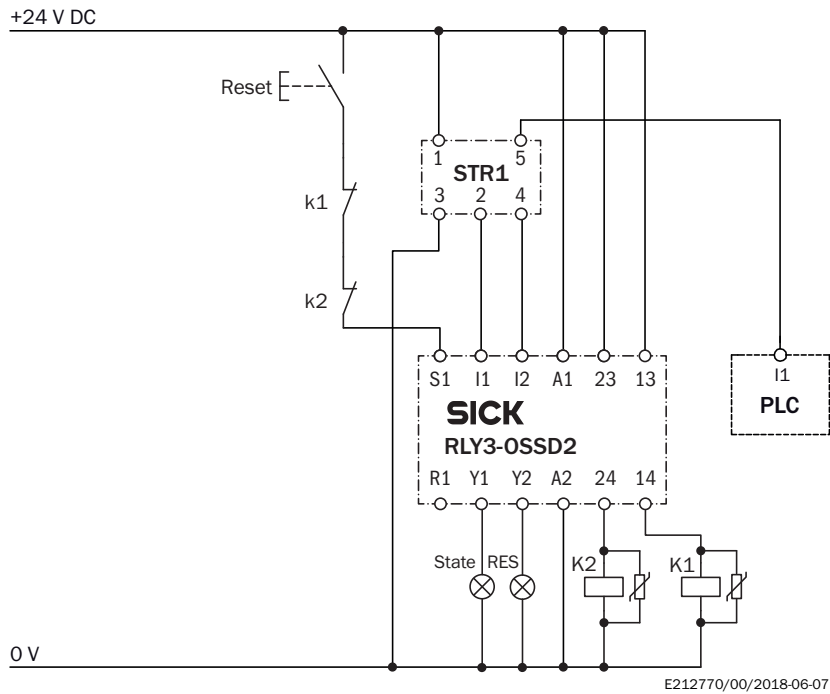 +24 V DC
Reset
1 5
STR1
3 2 4
k1
k2
S1 I1 I2 A1 23 13
SICK
RLY3-OSSD2
R1 Y1 Y2 A2 24 14
I1
PLC
State RES K2 K1
0 V
E212770/00/2018-06-07